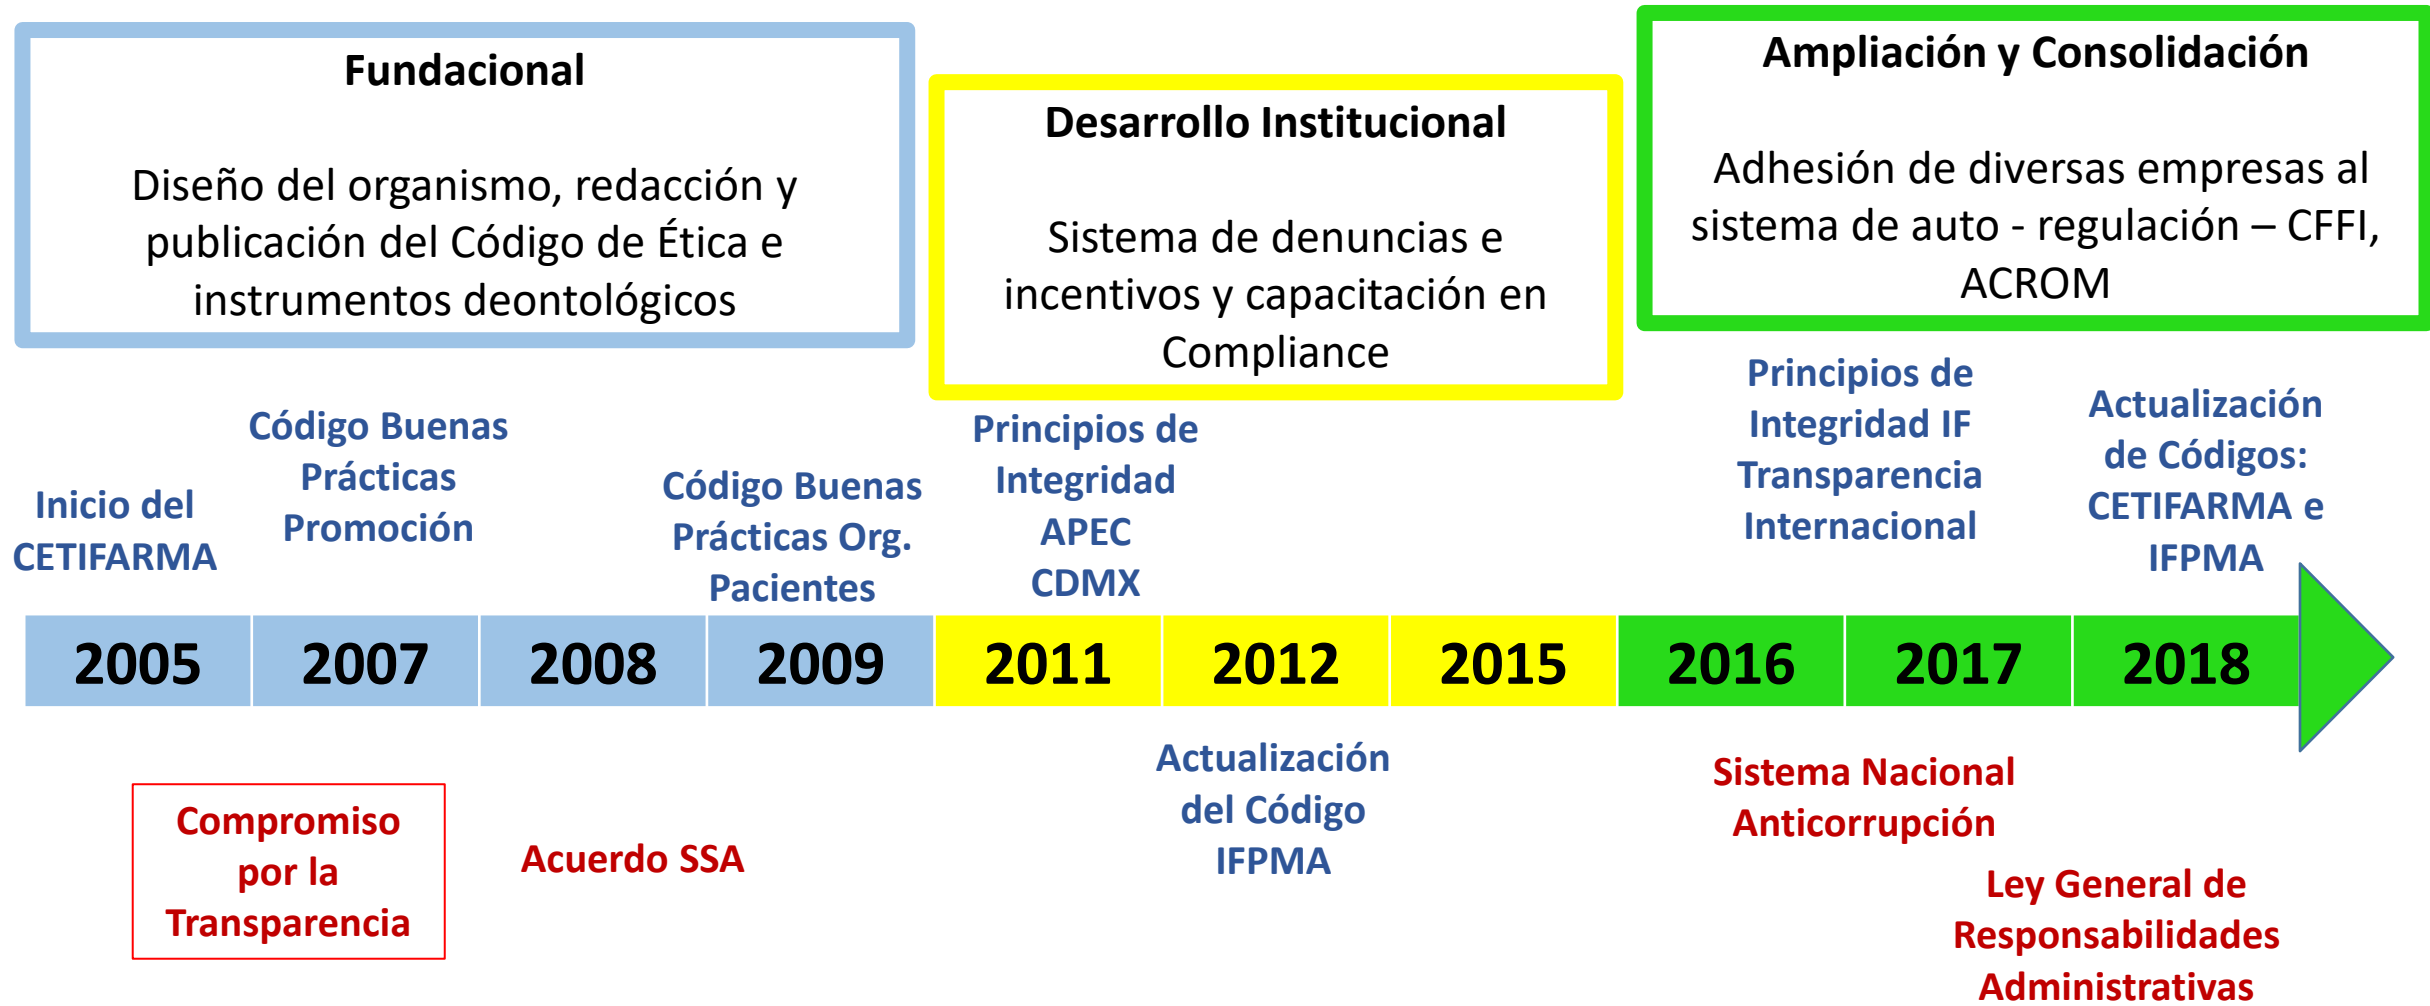 Fundacional
Diseño del organismo, redacción y
publicación del Código de Ética e
instrumentos deontológicos
Desarrollo Institucional
Sistema de denuncias e
incentivos y capacitación en
Compliance
Ampliación y Consolidación
Adhesión de diversas empresas al
sistema de auto - regulación – CFFI,
ACROM
Inicio del
CETIFARMA
Código Buenas
Prácticas
Promoción
Código Buenas
Prácticas Org.
Pacientes
Principios de
Integridad
APEC
CDMX
Principios de
Integridad IF
Transparencia
Internacional
Actualización
de Códigos:
CETIFARMA e
IFPMA
2005 2007 2008 2009 2011 2012 2015 2016 2017 2018
Compromiso
por la
Transparencia
Acuerdo SSA
Actualización
del Código
IFPMA
Sistema Nacional
Anticorrupción
Ley General de
Responsabilidades
Administrativas